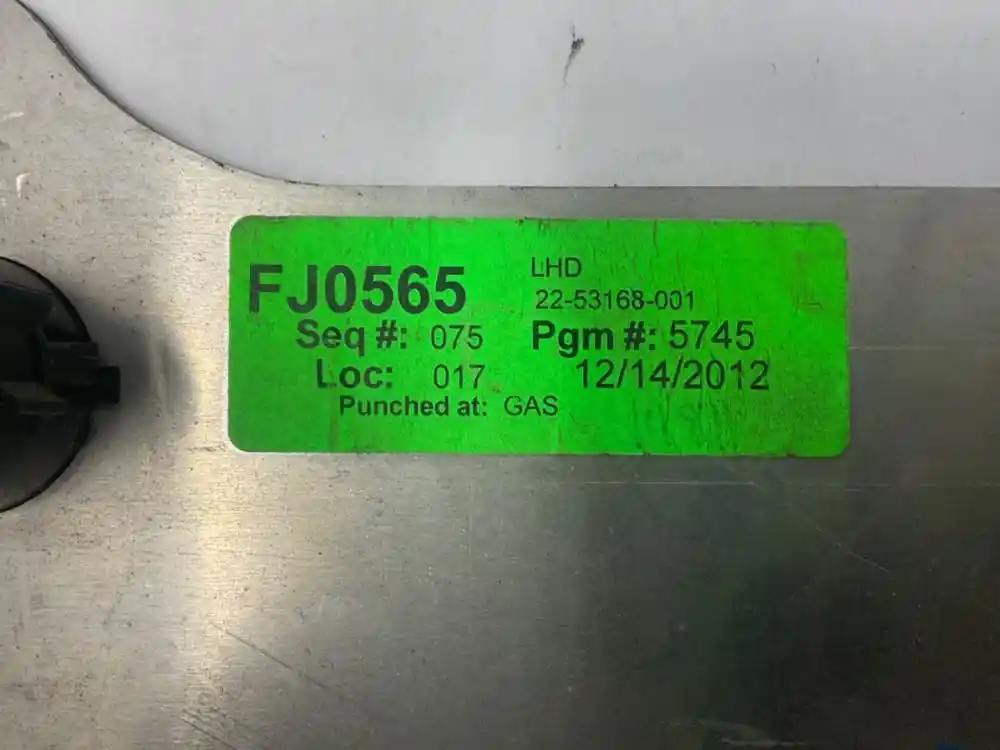 FJ0565 LHD
22-53168-001
Seq #: 075 Pgm #: 5745
Loc: 017 12/14/2012
Punched at: GAS